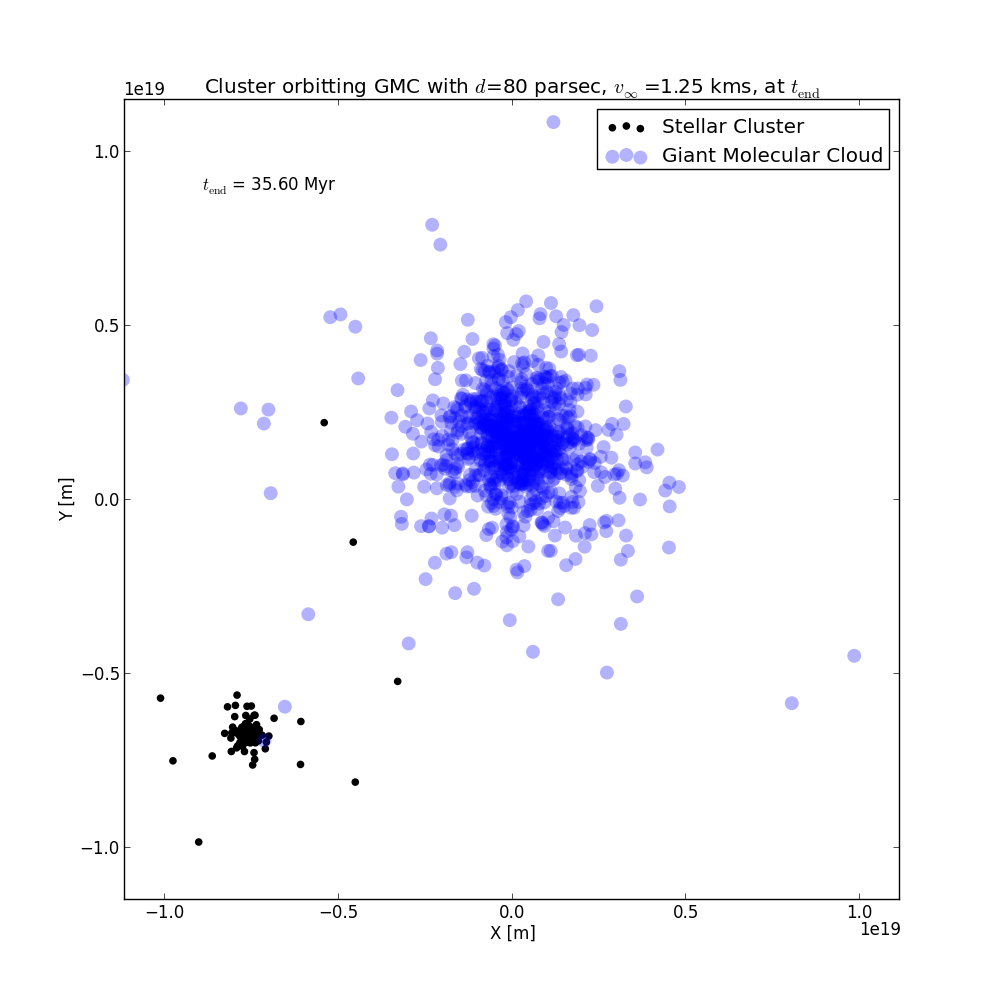 Cluster orbitting GMC with d=80 parsec, v∞ =1.25 kms, at t_end
1e19
Stellar Cluster
Giant Molecular Cloud
t_end = 35.60 Myr
1.0
0.5
0.0
−0.5
−1.0
Y [m]
−1.0 −0.5 0.0 0.5 1.0
X [m]
1e19